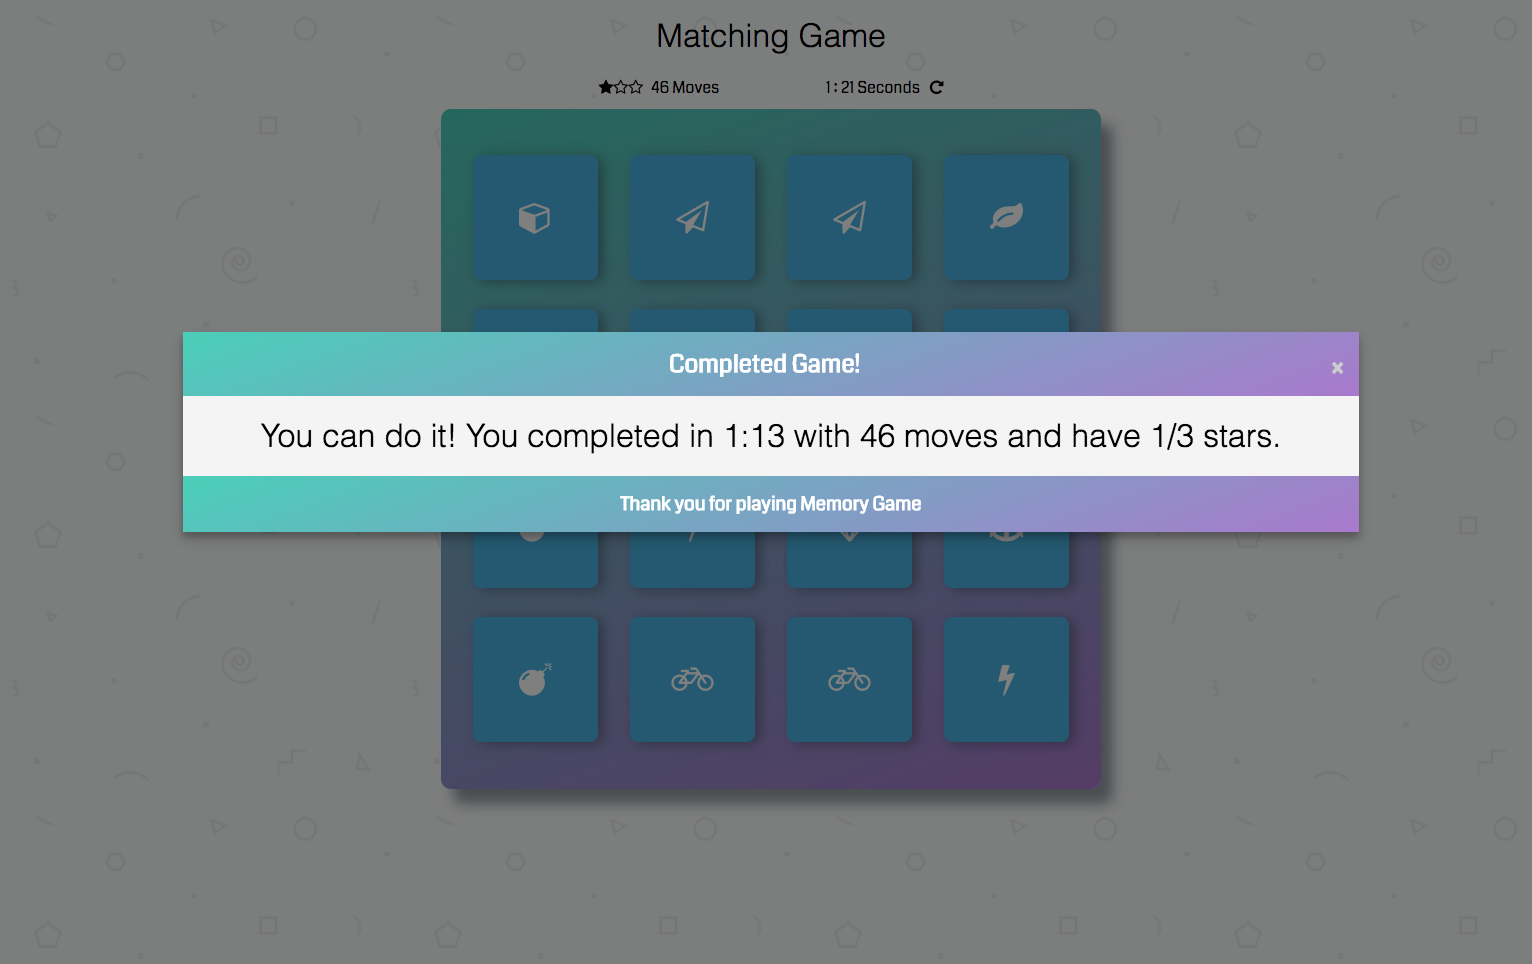 Matching Game
46 Moves 1 : 21 Seconds
Completed Game!
You can do it! You completed in 1:13 with 46 moves and have 1/3 stars.
Thank you for playing Memory Game